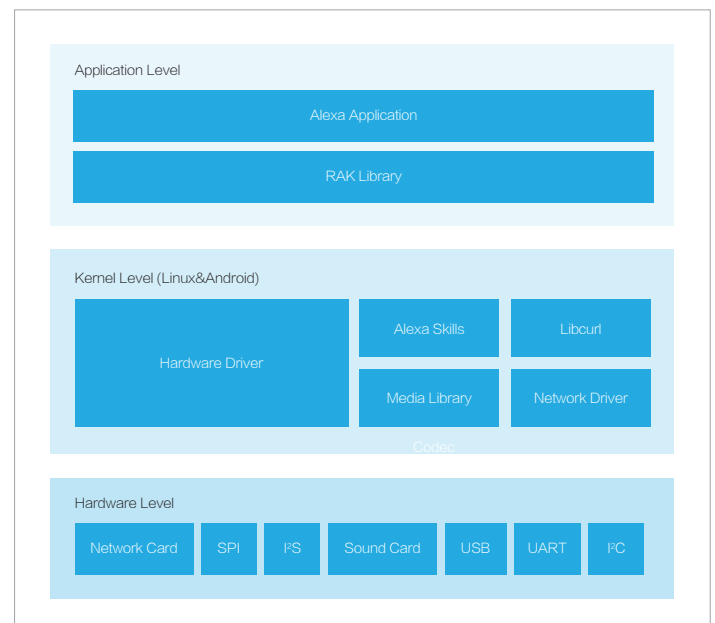 Application Level
Alexa Application
RAK Library
Kernel Level (Linux&Android)
Hardware Driver
Alexa Skills
Libcurl
Media Library
Network Driver
Codec
Hardware Level
Network Card
SPI
I²S
Sound Card
USB
UART
I²C